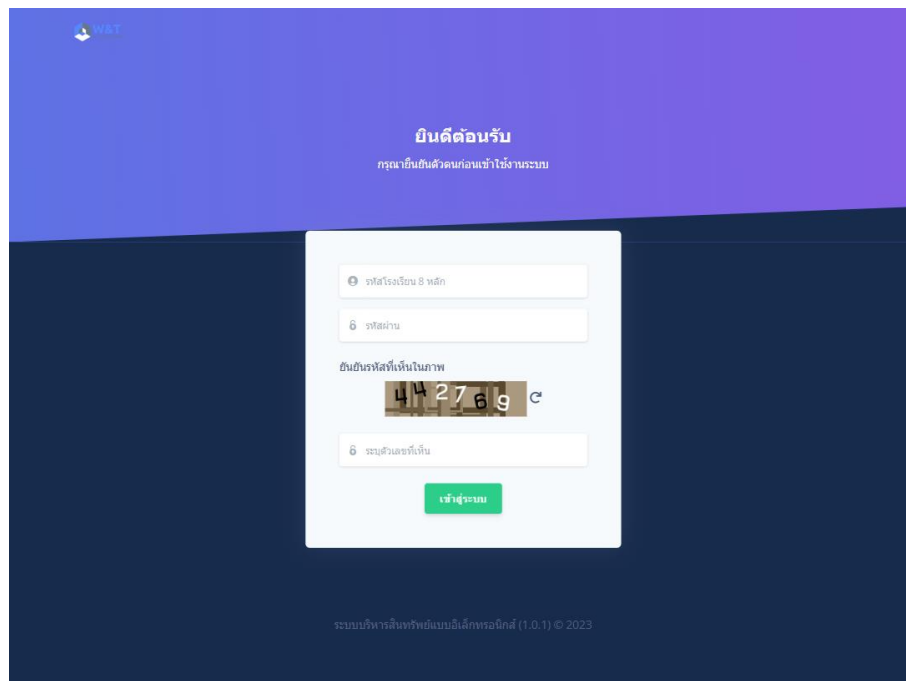 W&T
ยินดีต้อนรับ
กรุณายืนยันตัวตนก่อนเข้าใช้งานระบบ
รหัสโรงเรียน 8 หลัก
รหัสผ่าน
ยันยันรหัสที่เห็นในภาพ
442769
ระบุตัวเลขที่เห็น
เข้าสู่ระบบ
ระบบบริหารสินทรัพย์แบบอิเล็กทรอนิกส์ (1.0.1) © 2023